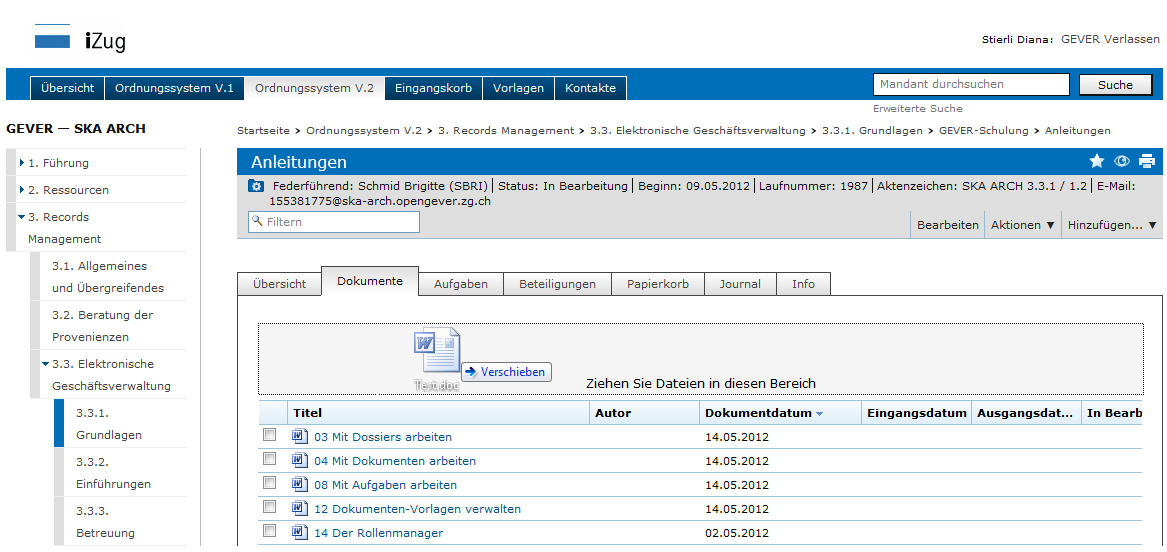 iZug
Stierli Diana: GEVER Verlassen
Übersicht Ordnungssystem V.1 Ordnungssystem V.2 Eingangskorb Vorlagen Kontakte
Mandant durchsuchen Suche
Erweiterte Suche
GEVER — SKA ARCH
1. Führung
2. Ressourcen
3. Records
Management
3.1. Allgemeines
und Übergreifendes
3.2. Beratung der
Provenienzen
3.3. Elektronische
Geschäftsverwaltung
3.3.1.
Grundlagen
3.3.2.
Einführungen
3.3.3.
Betreuung
Startseite > Ordnungssystem V.2 > 3. Records Management > 3.3. Elektronische Geschäftsverwaltung > 3.3.1. Grundlagen > GEVER-Schulung > Anleitungen
Anleitungen
Federführend: Schmid Brigitte (SBRI) | Status: In Bearbeitung | Beginn: 09.05.2012 | Laufnummer: 1987 | Aktenzeichen: SKA ARCH 3.3.1 / 1.2 | E-Mail:
155381775@ska-arch.opengever.zg.ch
Filtern
Bearbeiten Aktionen ▼ Hinzufügen... ▼
Übersicht Dokumente Aufgaben Beteiligungen Papierkorb Journal Info
Test.doc
Verschieben
Ziehen Sie Dateien in diesen Bereich
Titel Autor Dokumentdatum Eingangsdatum Ausgangsdat... In Bearb
03 Mit Dossiers arbeiten 14.05.2012
04 Mit Dokumenten arbeiten 14.05.2012
08 Mit Aufgaben arbeiten 14.05.2012
12 Dokumenten-Vorlagen verwalten 14.05.2012
14 Der Rollenmanager 02.05.2012